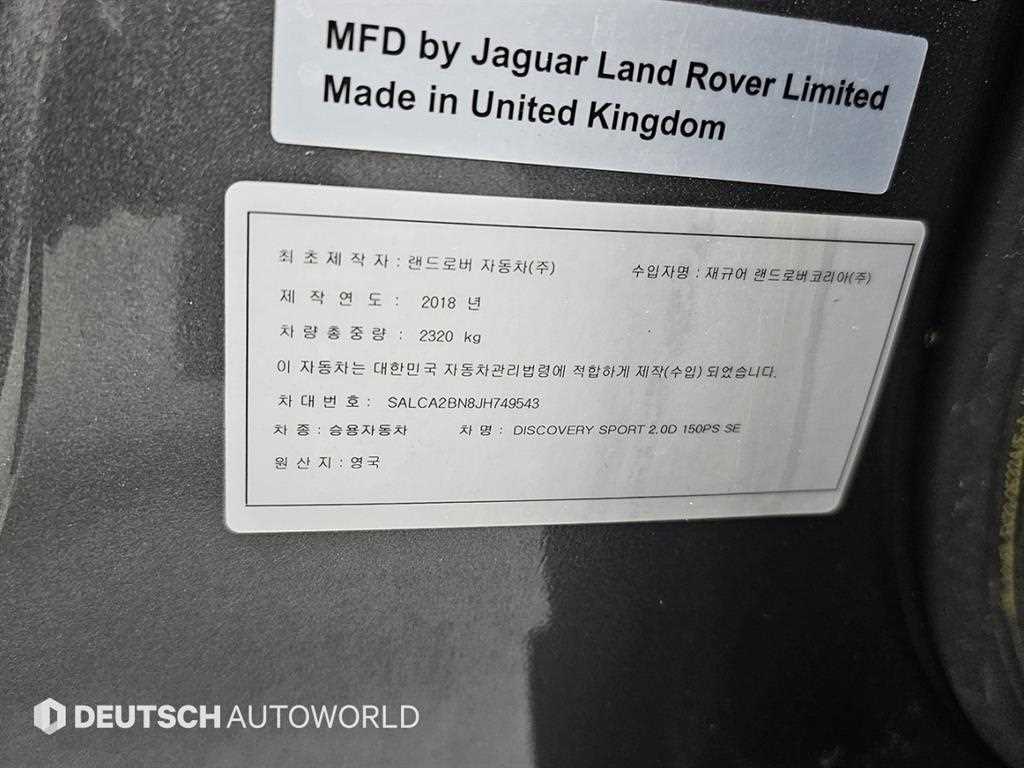 MFD by Jaguar Land Rover Limited
Made in United Kingdom
최 초 제 작 자 : 랜드로버 자동차(주) 수입자명 : 재규어 랜드로버코리아(주)
제 작 연 도 : 2018 년
차 량 총 중 량 : 2320 kg
이 자동차는 대한민국 자동차관리법령에 적합하게 제작(수입) 되었습니다.
차 대 번 호 : SALCA2BN8JH749543
차 종 : 승용자동차 차 명 : DISCOVERY SPORT 2.0D 150PS SE
원 산 지 : 영국
DEUTSCH AUTOWORLD